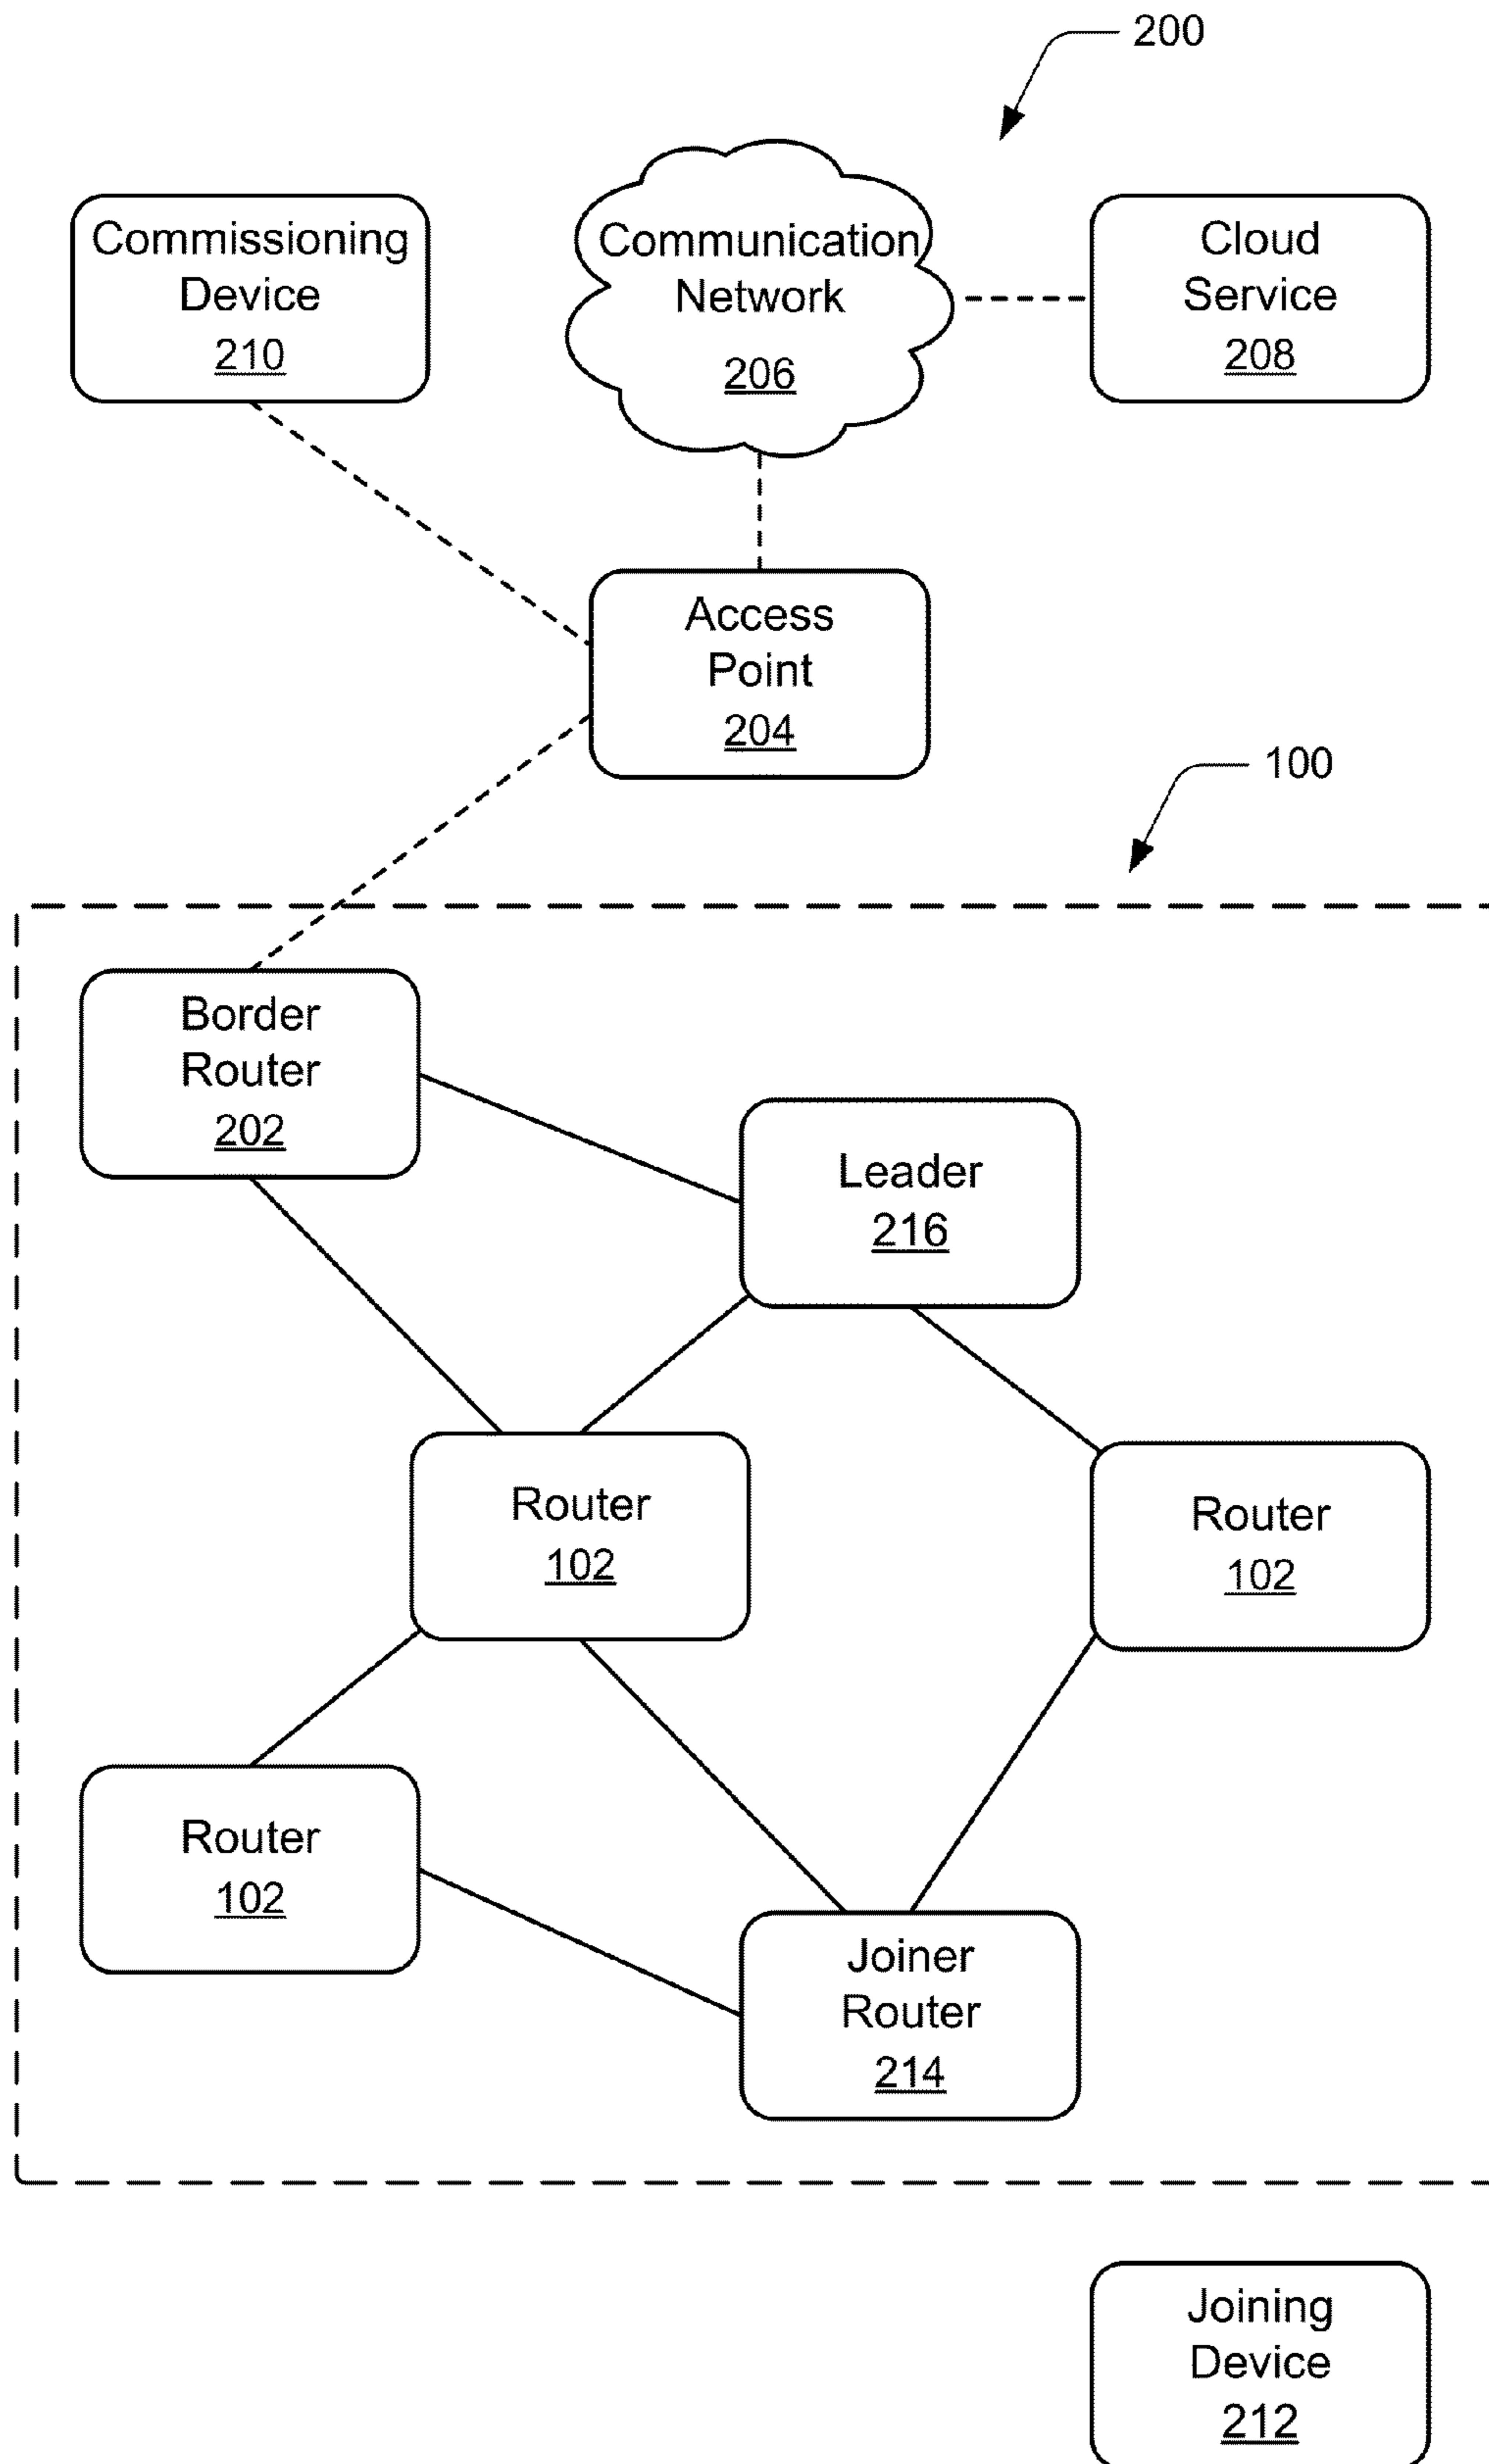 200
Commissioning
Device
210
Communication
Network
206
Cloud
Service
208
Access
Point
204
100
Border
Router
202
Leader
216
Router
102
Router
102
Router
102
Joiner
Router
214
Joining
Device
212